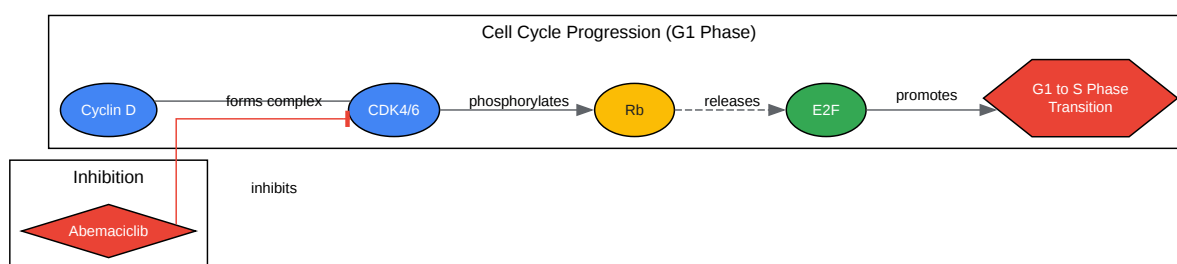 Cell Cycle Progression (G1 Phase)
Cyclin D
forms complex
CDK4/6
phosphorylates
Rb
releases
E2F
promotes
G1 to S Phase
Transition
Inhibition
inhibits
Abemaciclib